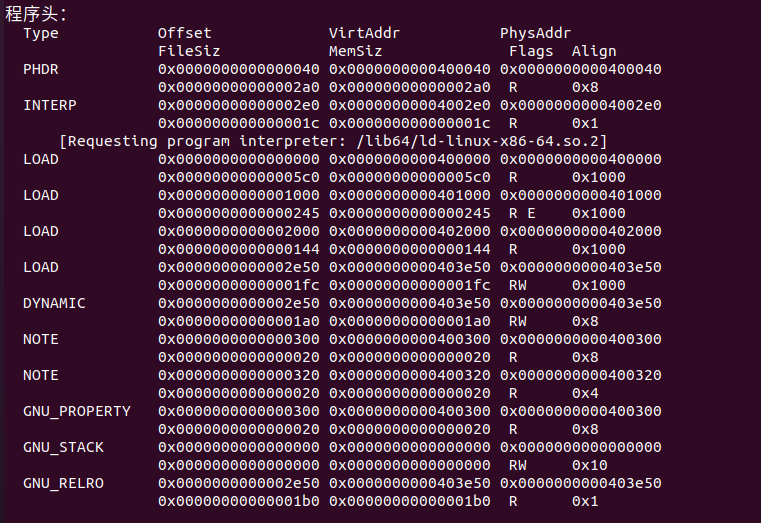 程序头：
Type Offset VirtAddr PhysAddr
FileSiz MemSiz Flags Align
PHDR 0x0000000000000040 0x0000000000400040 0x0000000000400040
0x00000000000002a0 0x00000000000002a0 R 0x8
INTERP 0x00000000000002e0 0x00000000004002e0 0x00000000004002e0
0x000000000000001c 0x000000000000001c R 0x1
[Requesting program interpreter: /lib64/ld-linux-x86-64.so.2]
LOAD 0x0000000000000000 0x0000000000400000 0x0000000000400000
0x00000000000005c0 0x00000000000005c0 R 0x1000
LOAD 0x0000000000001000 0x0000000000401000 0x0000000000401000
0x0000000000000245 0x0000000000000245 R E 0x1000
LOAD 0x0000000000002000 0x0000000000402000 0x0000000000402000
0x0000000000000144 0x0000000000000144 R 0x1000
LOAD 0x0000000000002e50 0x0000000000403e50 0x0000000000403e50
0x00000000000001fc 0x00000000000001fc RW 0x1000
DYNAMIC 0x0000000000002e50 0x0000000000403e50 0x0000000000403e50
0x00000000000001a0 0x00000000000001a0 RW 0x8
NOTE 0x0000000000000300 0x0000000000400300 0x0000000000400300
0x0000000000000020 0x0000000000000020 R 0x8
NOTE 0x0000000000000320 0x0000000000400320 0x0000000000400320
0x0000000000000020 0x0000000000000020 R 0x4
GNU_PROPERTY 0x0000000000000300 0x0000000000400300 0x0000000000400300
0x0000000000000020 0x0000000000000020 R 0x8
GNU_STACK 0x0000000000000000 0x0000000000000000 0x0000000000000000
0x0000000000000000 0x0000000000000000 RW 0x10
GNU_RELRO 0x0000000000002e50 0x0000000000403e50 0x0000000000403e50
0x00000000000001b0 0x00000000000001b0 R 0x1